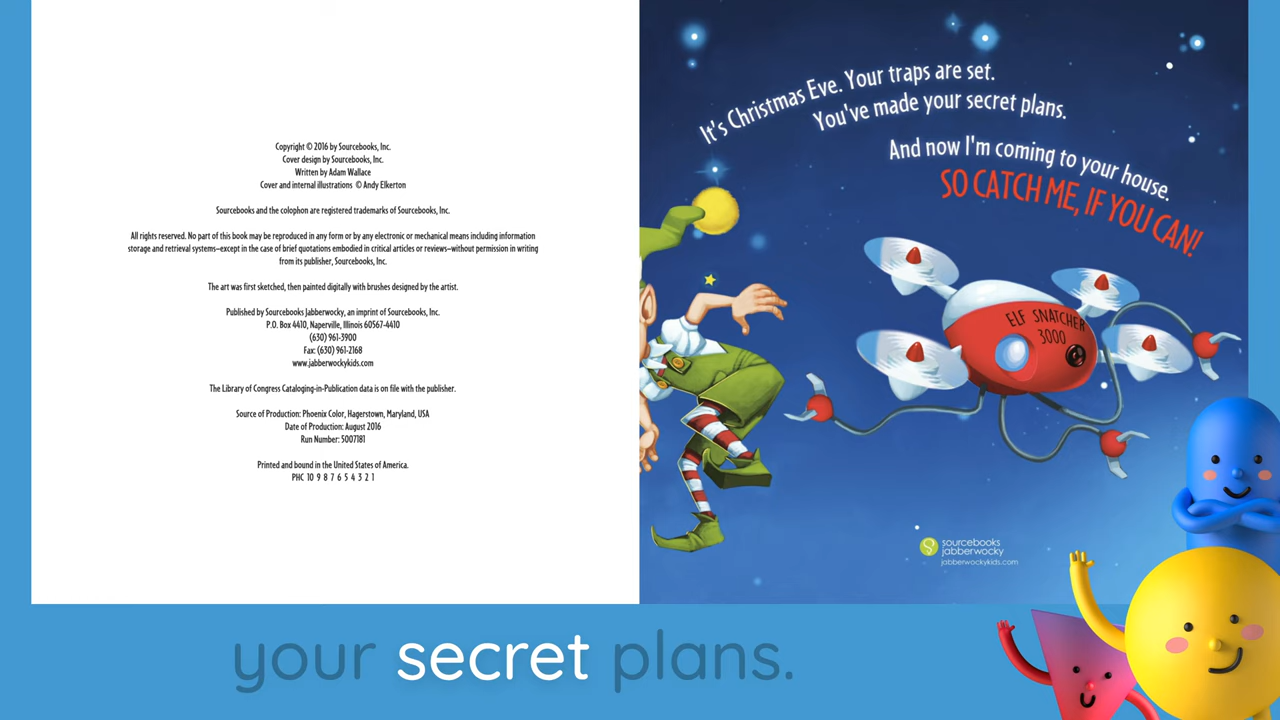 Copyright © 2016 by Sourcebooks, Inc.
Cover design by Sourcebooks, Inc.
Written by Adam Wallace
Cover and internal illustrations © Andy Elkerton
Sourcebooks and the colophon are registered trademarks of Sourcebooks, Inc.
All rights reserved. No part of this book may be reproduced in any form or by any electronic or mechanical means including information
storage and retrieval systems—except in the case of brief quotations embodied in critical articles or reviews—without permission in writing
from its publisher, Sourcebooks, Inc.
The art was first sketched, then painted digitally with brushes designed by the artist.
Published by Sourcebooks Jabberwocky, an imprint of Sourcebooks, Inc.
P.O. Box 4410, Naperville, Illinois 60567-4410
(630) 961-3900
Fax: (630) 961-2168
www.jabberwockykids.com
The Library of Congress Cataloging-in-Publication data is on file with the publisher.
Source of Production: Phoenix Color, Hagerstown, Maryland, USA
Date of Production: August 2016
Run Number: 5007181
Printed and bound in the United States of America.
PHC 10 9 8 7 6 5 4 3 2 1
It's Christmas Eve. Your traps are set.
You've made your secret plans.
And now I'm coming to your house.
SO CATCH ME, IF YOU CAN!
ELF SNATCHER
3000
sourcebooks
jabberwocky
jabberwockykids.com
your secret plans.